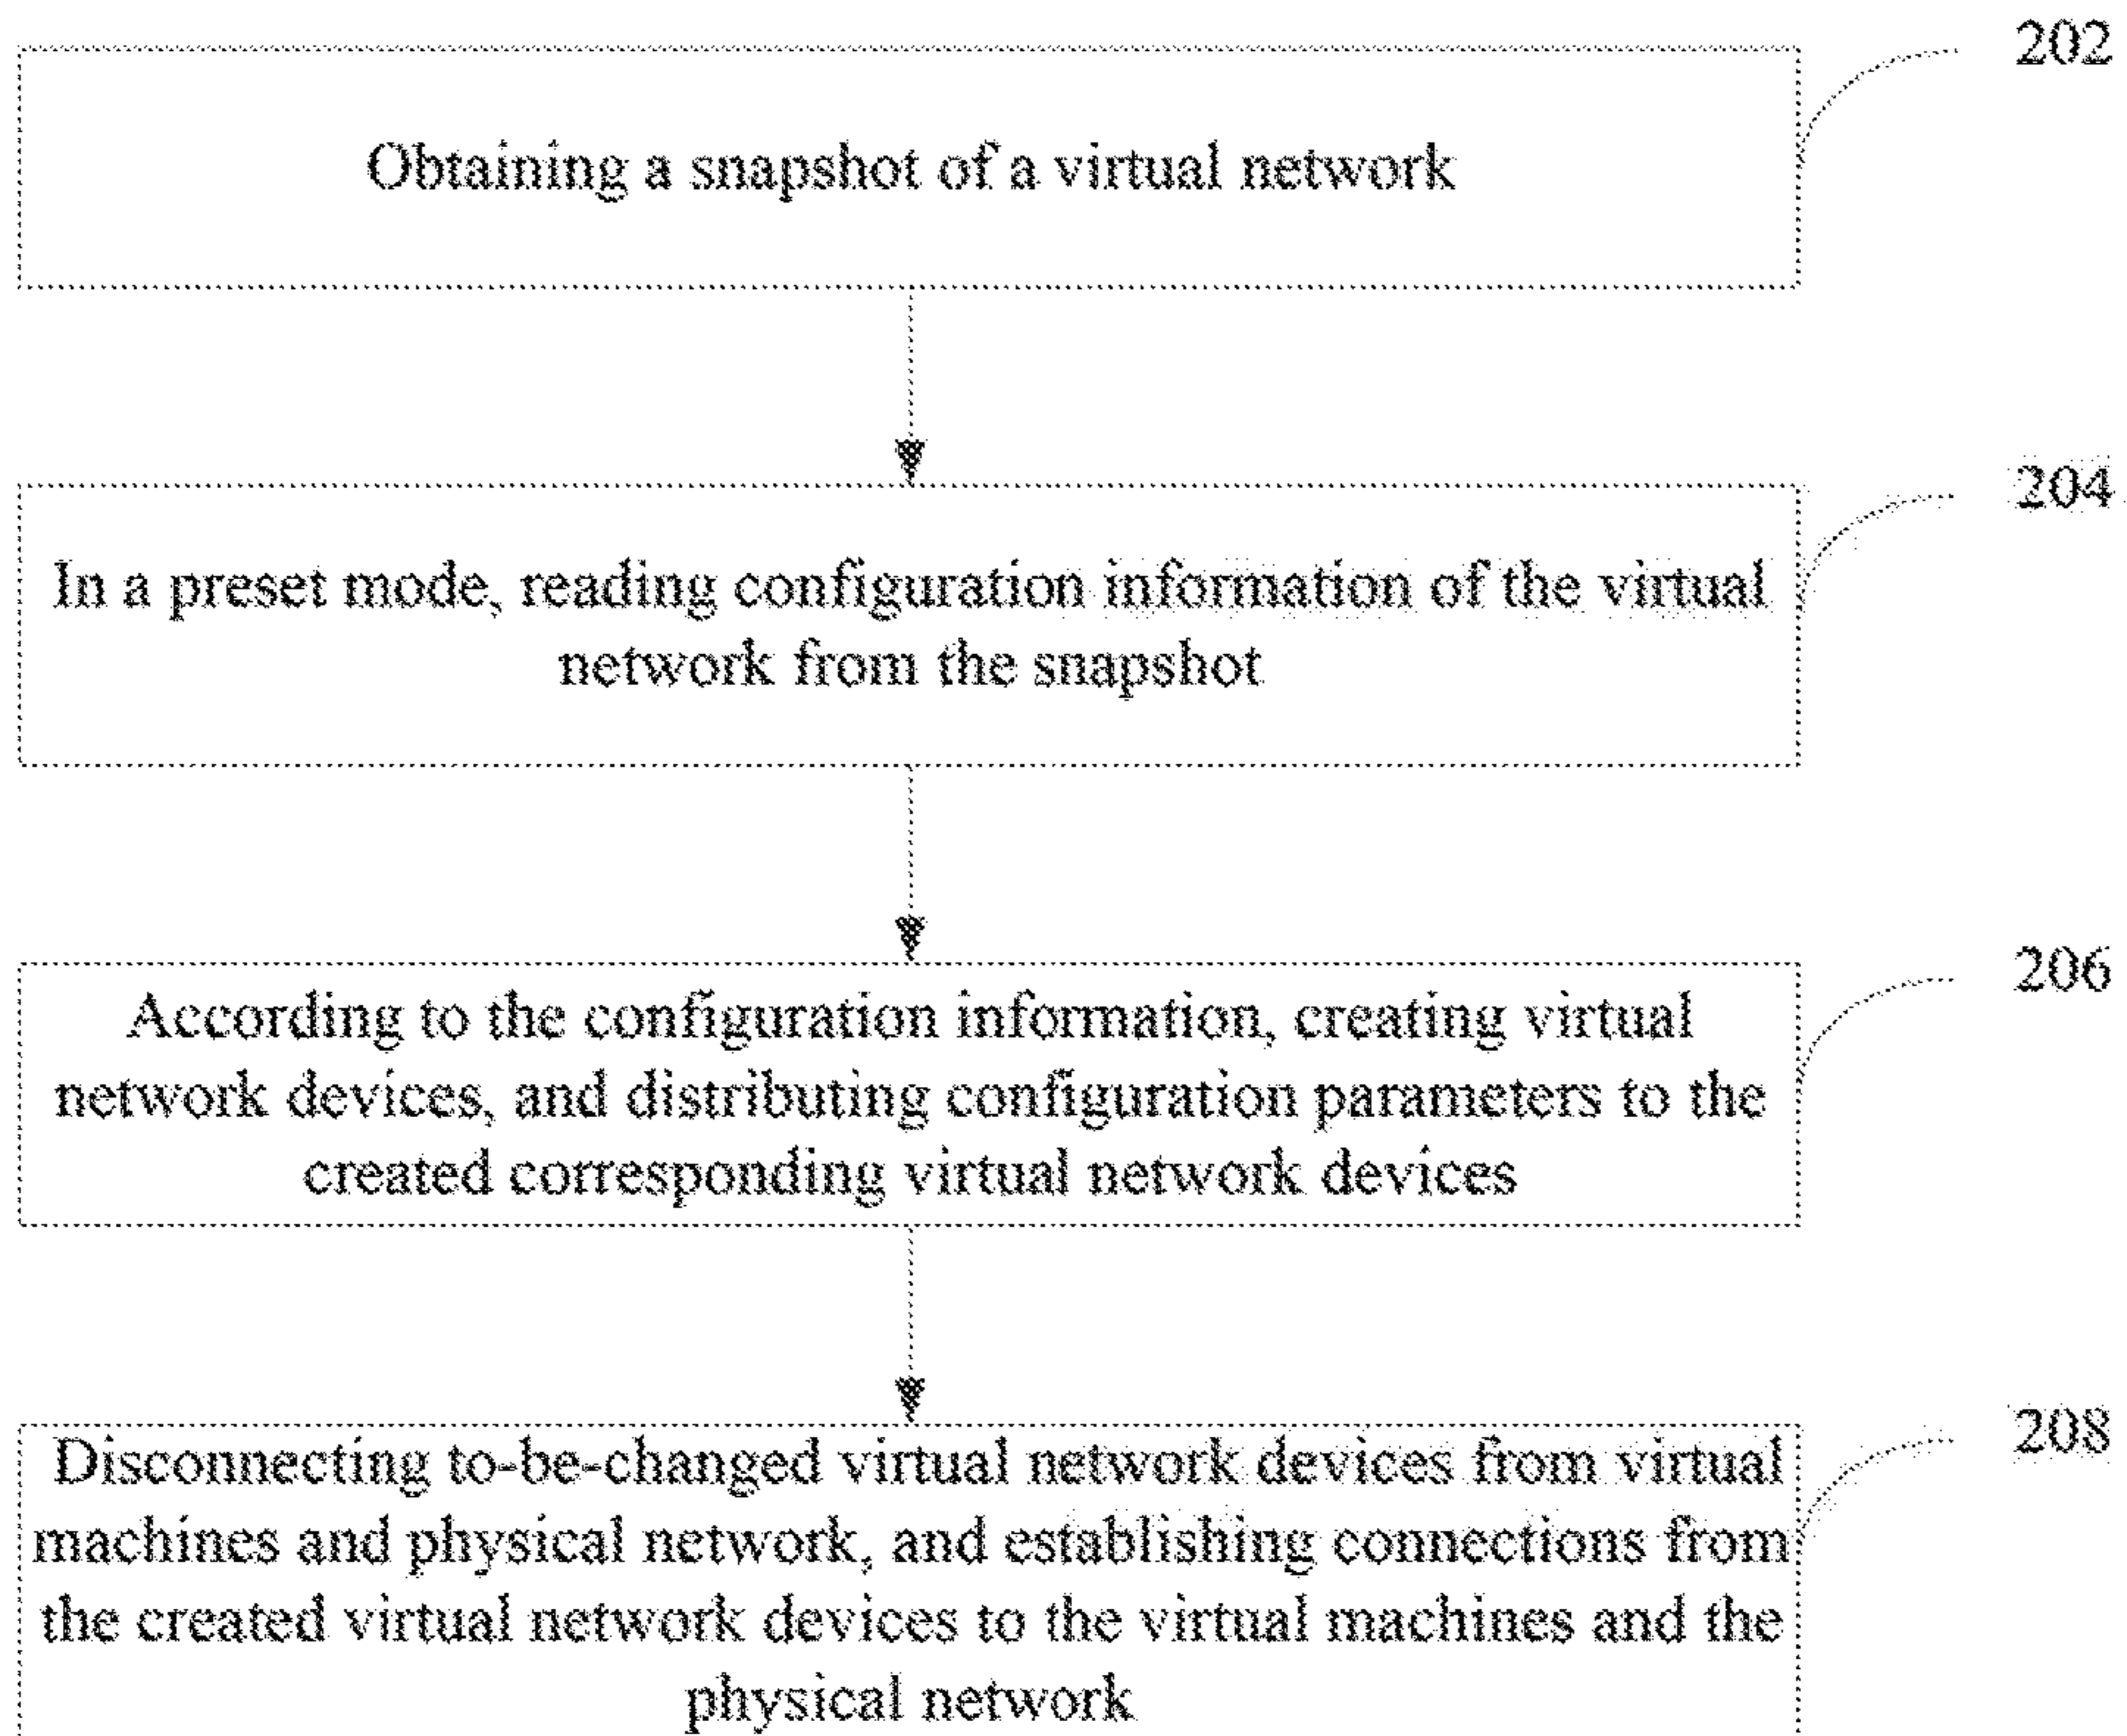 202
Obtaining a snapshot of a virtual network
204
In a preset mode, reading configuration information of the virtual
network from the snapshot
206
According to the configuration information, creating virtual
network devices, and distributing configuration parameters to the
created corresponding virtual network devices
208
Disconnecting to-be-changed virtual network devices from virtual
machines and physical network, and establishing connections from
the created virtual network devices to the virtual machines and the
physical network